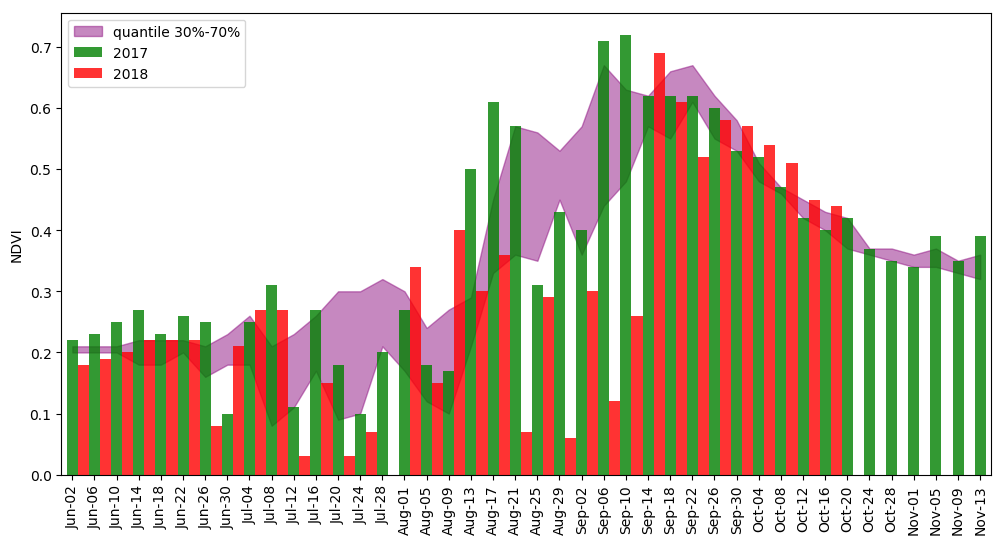 quantile 30%-70%
2017
2018
NDVI
0.7
0.6
0.5
0.4
0.3
0.2
0.1
0.0
Jun-02
Jun-06
Jun-10
Jun-14
Jun-18
Jun-22
Jun-26
Jun-30
Jul-04
Jul-08
Jul-12
Jul-16
Jul-20
Jul-24
Jul-28
Aug-01
Aug-05
Aug-09
Aug-13
Aug-17
Aug-21
Aug-25
Aug-29
Sep-02
Sep-06
Sep-10
Sep-14
Sep-18
Sep-22
Sep-26
Sep-30
Oct-04
Oct-08
Oct-12
Oct-16
Oct-20
Oct-24
Oct-28
Nov-01
Nov-05
Nov-09
Nov-13